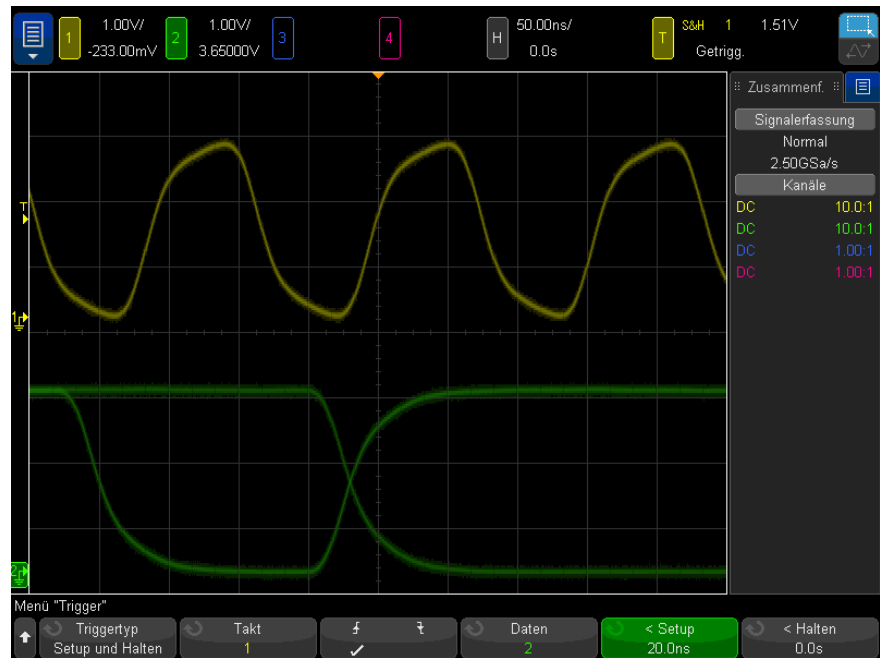 1 1.00V/ 2 1.00V/ 3 4 H 50.00ns/ T S&H 1 1.51V
-233.00mV 3.65000V 0.0s Getrigg.
Zusammenf.
Signalerfassung
Normal
2.50GSa/s
Kanäle
DC 10.0:1
DC 10.0:1
DC 1.00:1
DC 1.00:1
T
1
2
Menü "Trigger"
Triggertyp Takt Daten < Setup < Halten
Setup und Halten 1 2 20.0ns 0.0s